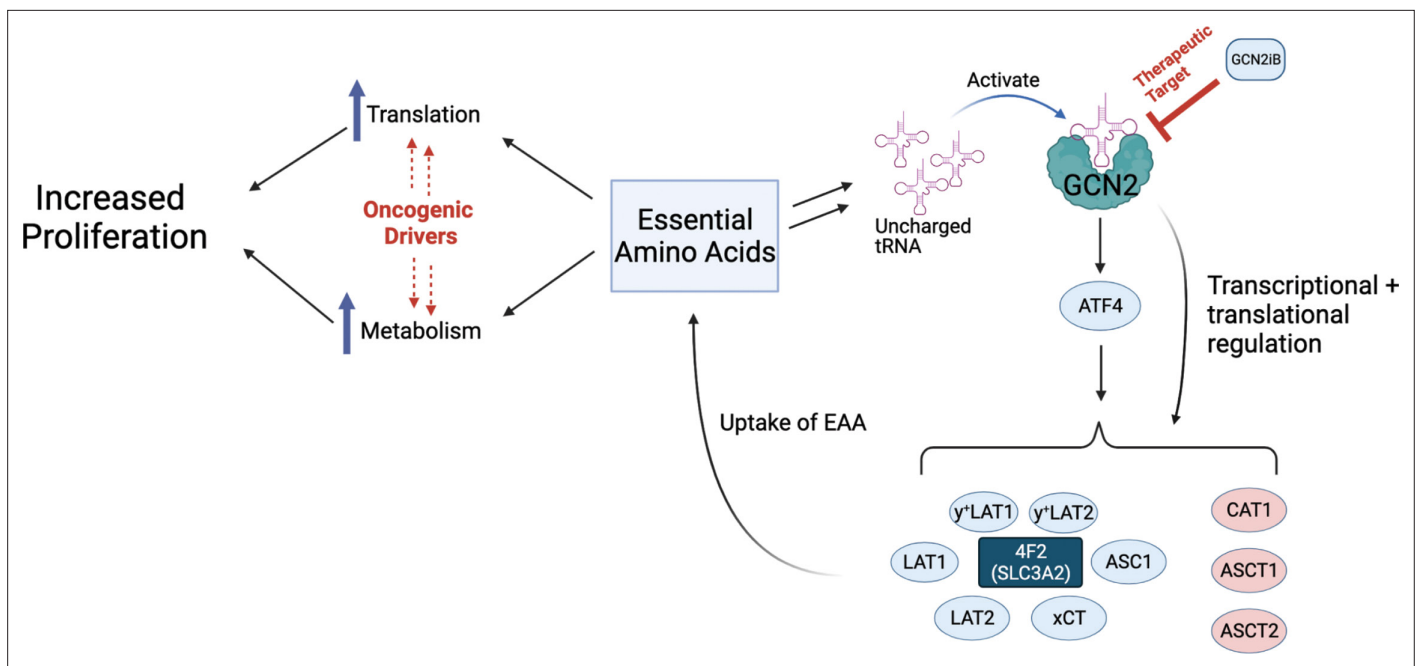 Translation
Increased
Proliferation
Oncogenic
Drivers
Metabolism
Essential
Amino Acids
Uptake of EAA
Uncharged
tRNA
Activate
Therapeutic
Target
GCN2iB
GCN2
ATF4
Transcriptional +
translational
regulation
y⁺LAT1
y⁺LAT2
LAT1
4F2
(SLC3A2)
ASC1
LAT2
xCT
CAT1
ASCT1
ASCT2